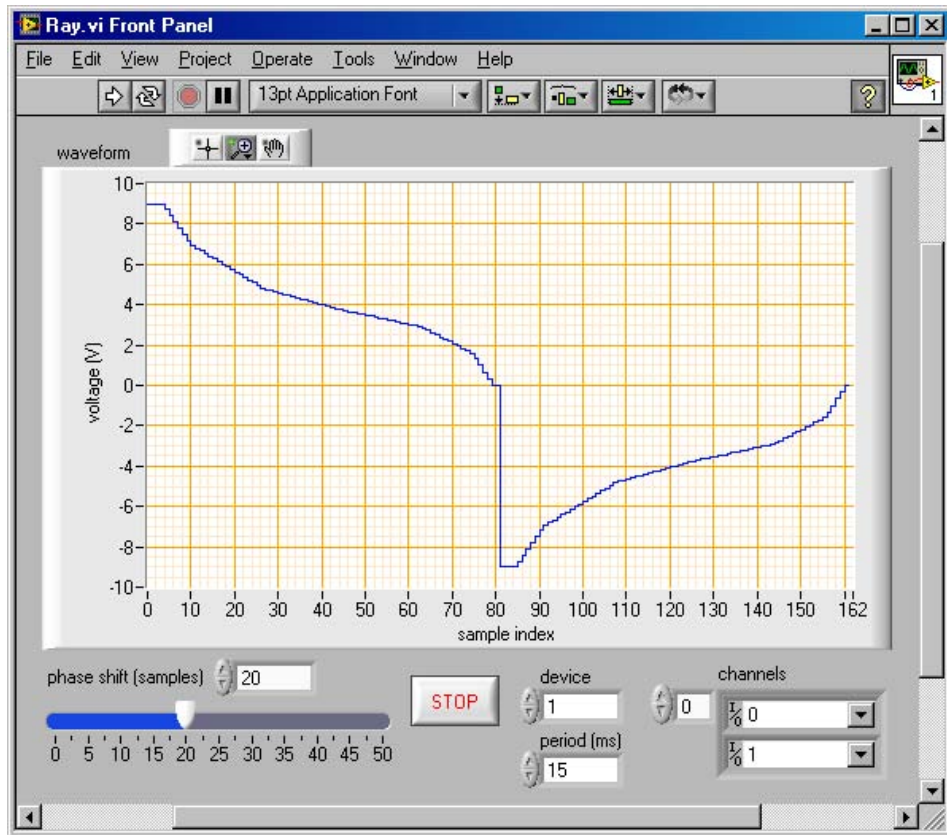 Ray.vi Front Panel
File Edit View Project Operate Tools Window Help
13pt Application Font
1
waveform
10
8
6
4
2
0
-2
-4
-6
-8
-10
voltage (V)
0 10 20 30 40 50 60 70 80 90 100 110 120 130 140 150 162
sample index
phase shift (samples) 20
0 5 10 15 20 25 30 35 40 45 50
STOP
device
1
period (ms)
15
channels
0
I/O 0
I/O 1